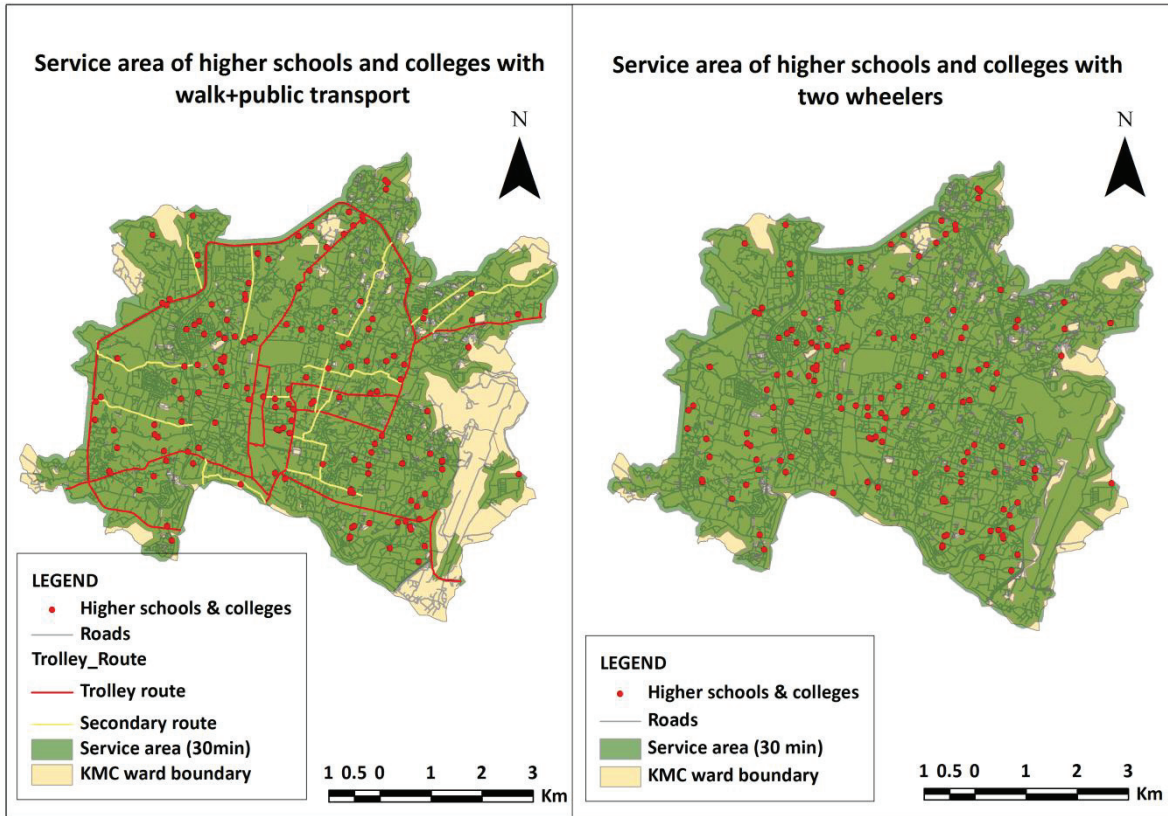 Service area of higher schools and colleges with
walk+public transport
N
LEGEND
Higher schools & colleges
Roads
Trolley_Route
Trolley route
Secondary route
Service area (30min)
KMC ward boundary
1 0.5 0 1 2 3
Km
Service area of higher schools and colleges with
two wheelers
N
LEGEND
Higher schools & colleges
Roads
Service area (30 min)
KMC ward boundary
1 0.5 0 1 2 3
Km